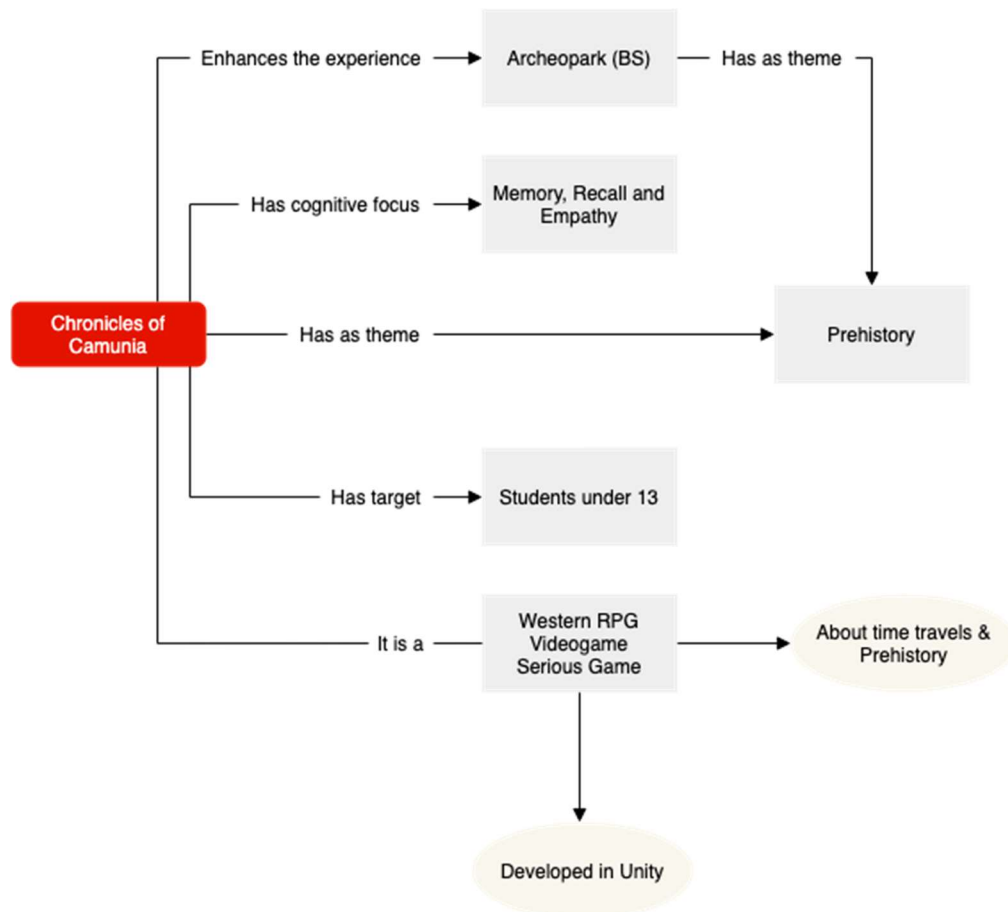 Enhances the experience
Archeopark (BS)
Has as theme
Has cognitive focus
Memory, Recall and
Empathy
Chronicles of
Camunia
Has as theme
Prehistory
Has target
Students under 13
It is a
Western RPG
Videogame
Serious Game
About time travels &
Prehistory
Developed in Unity